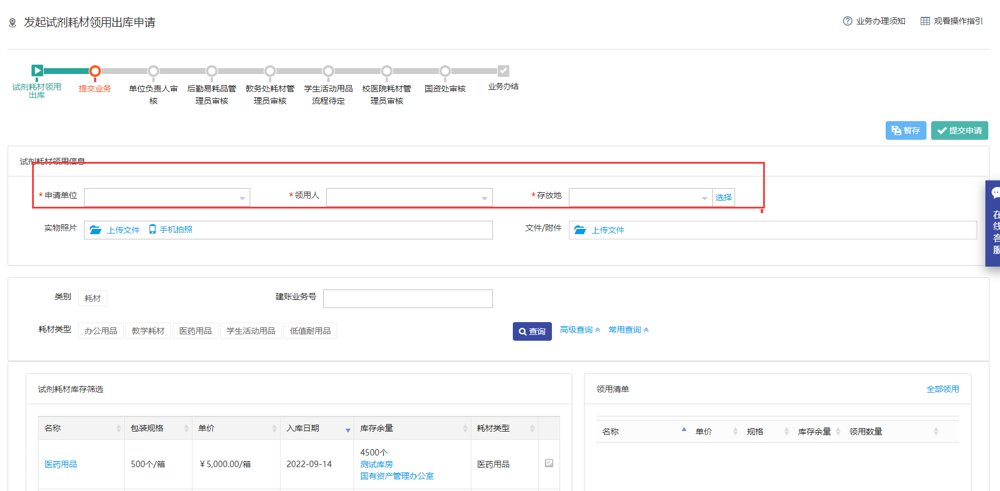 发起试剂耗材领用出库申请
业务办理须知
观看操作指引
试剂耗材领用
出库
提交业务
单位负责人审
核
后勤易耗品管
理员审核
教务处耗材管
理员审核
学生活动用品
流程待定
校医院耗材管
理员审核
国资处审核
业务办结
暂存
提交申请
试剂耗材领用信息
*申请单位
*领用人
*存放地
选择
实物照片
上传文件
手机拍照
文件/附件
上传文件
在线客服
类别
耗材
建账业务号
耗材类型
办公用品
教学耗材
医药用品
学生活动用品
低值耐用品
查询
高级查询
常用查询
试剂耗材库存筛选
名称 包装规格 单价 入库日期 库存余量 耗材类型
医药用品 500个/箱 ￥5,000.00/箱 2022-09-14 4500个 医药用品
测试库房
国有资产管理办公室
领用清单
全部领用
名称 单价 规格 库存余量 领用数量